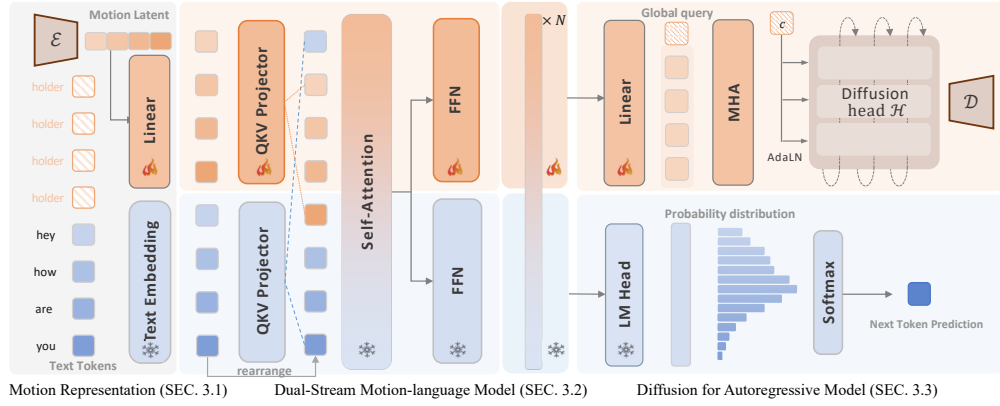 Motion Latent
ℰ
holder
holder
holder
holder
hey
how
are
you
Text Tokens
Linear
Text Embedding
QKV Projector
QKV Projector
rearrange
Self-Attention
FFN
FFN
× N
Linear
LM Head
Global query
MHA
c
AdaLN
Diffusion
head ℋ
𝒟
Probability distribution
Softmax
Next Token Prediction
Motion Representation (SEC. 3.1)
Dual-Stream Motion-language Model (SEC. 3.2)
Diffusion for Autoregressive Model (SEC. 3.3)